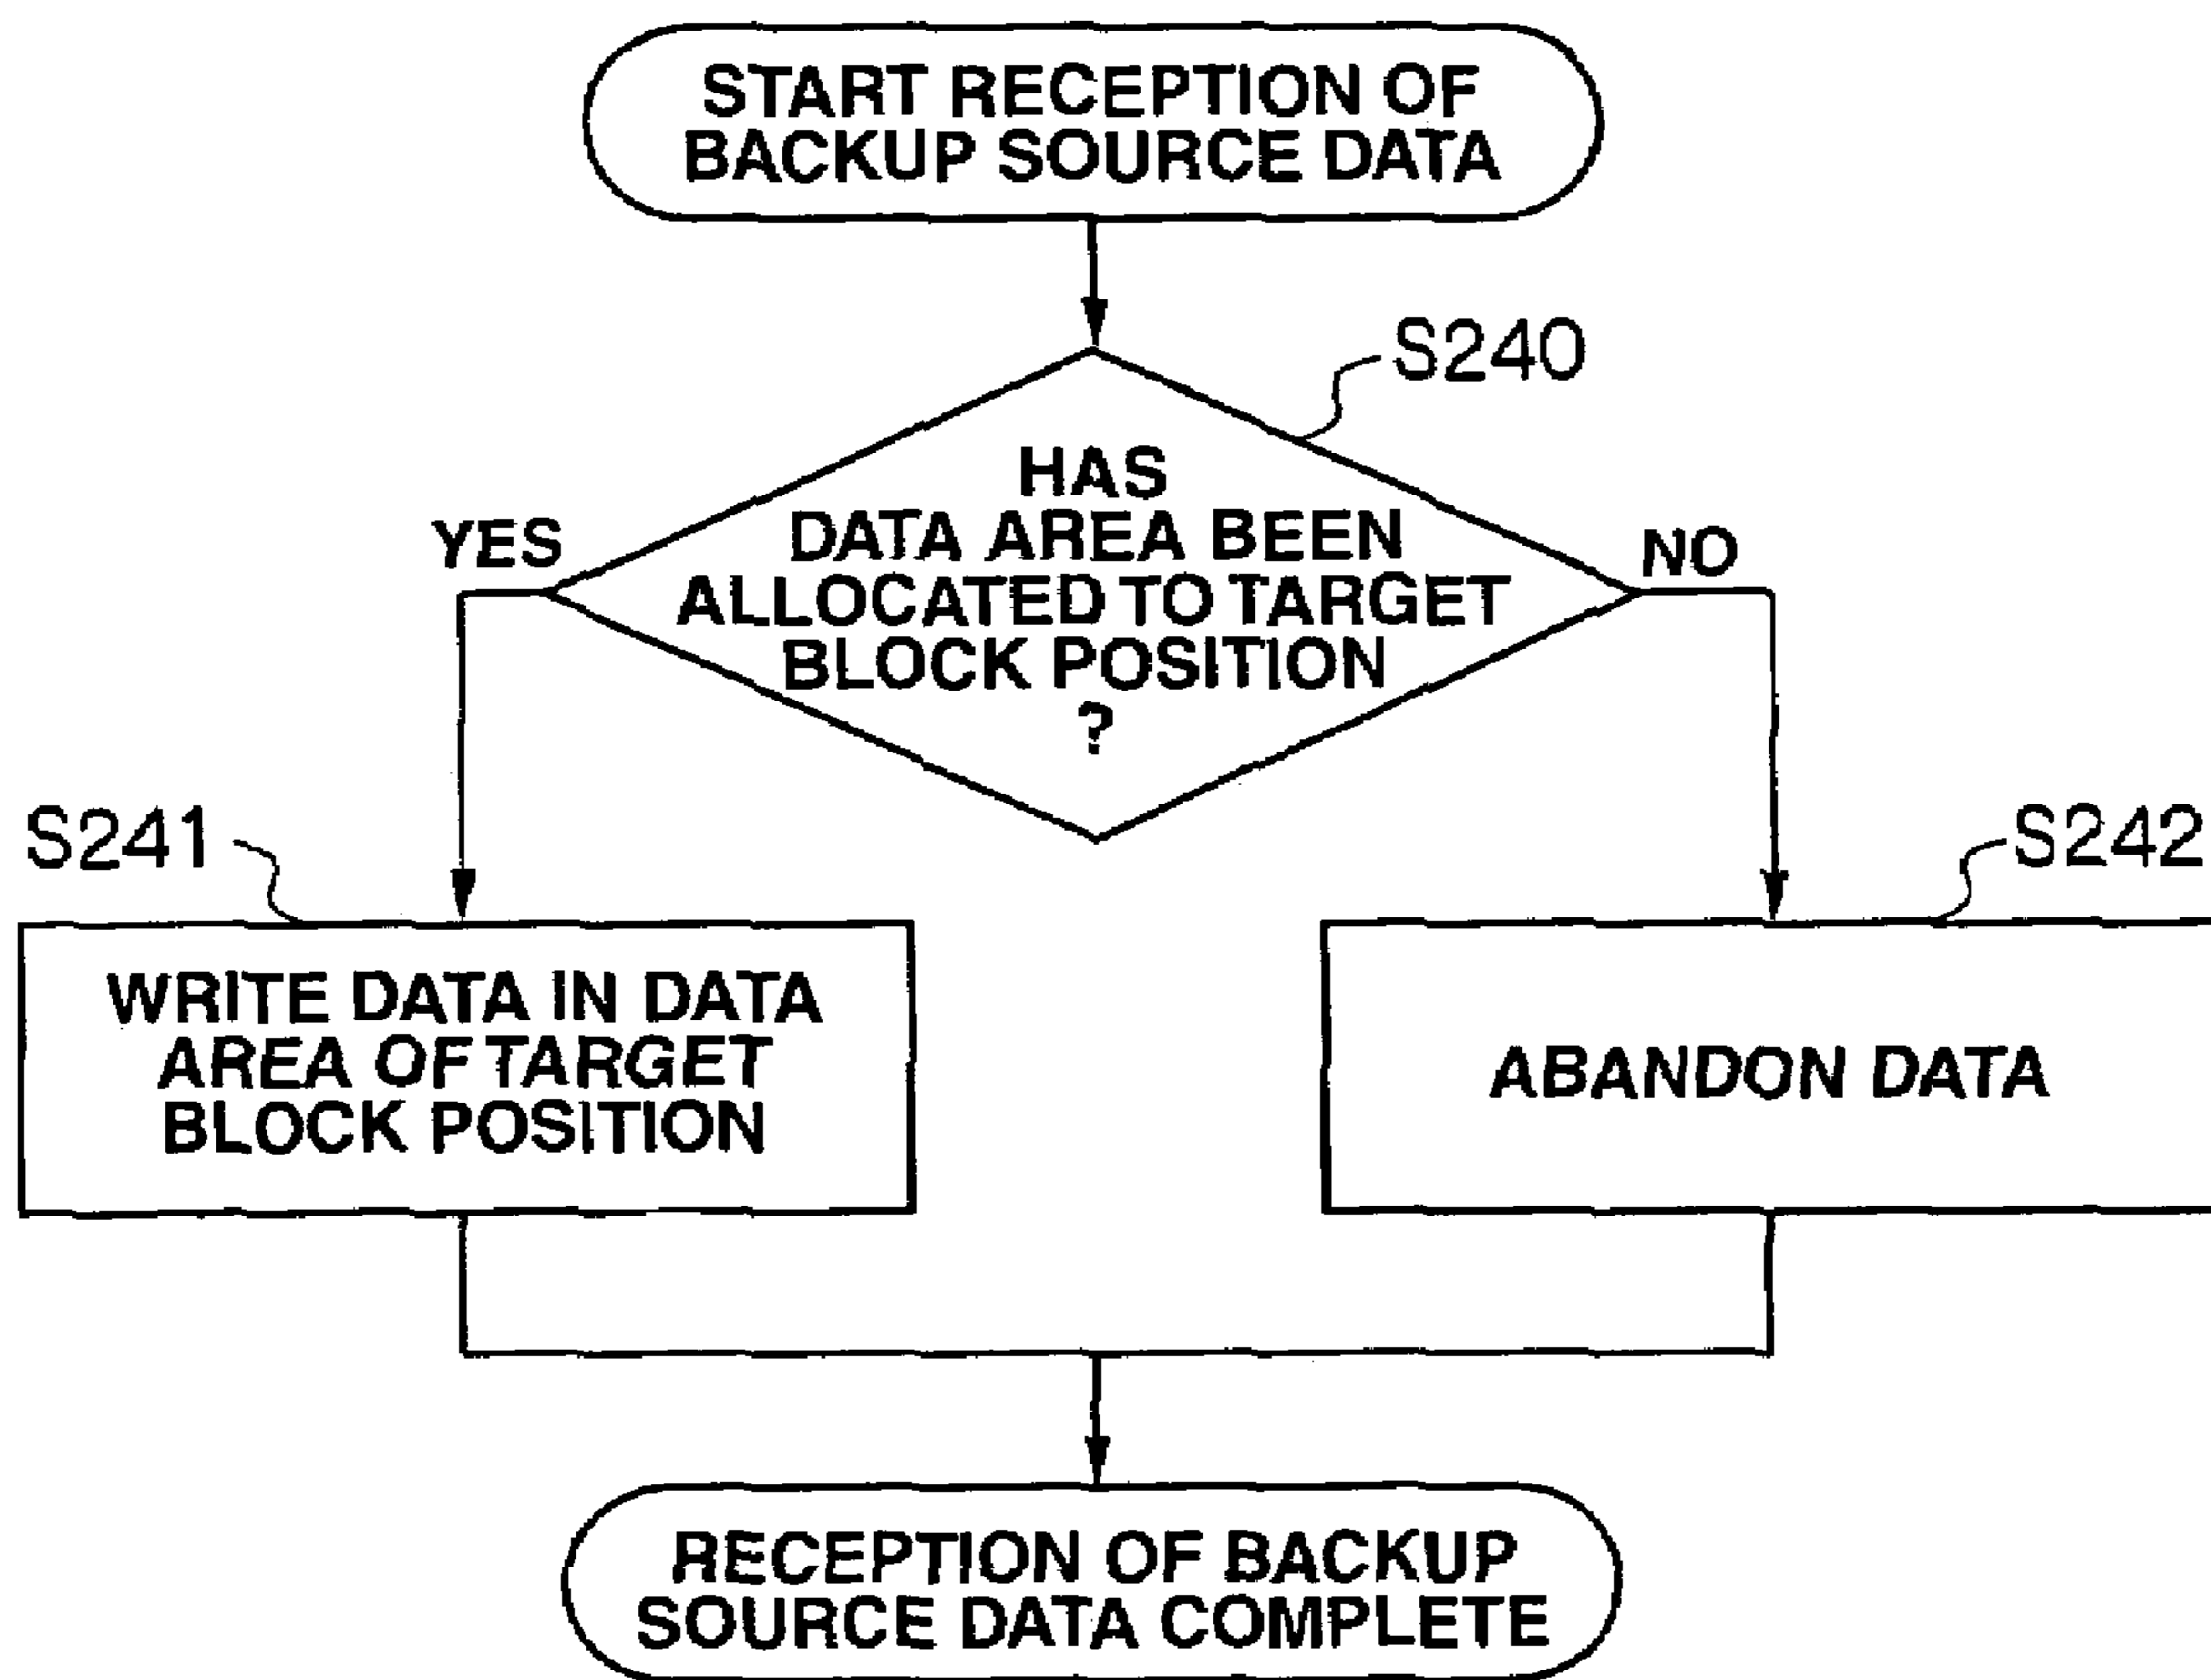 START RECEPTION OF
BACKUP SOURCE DATA
S240
HAS
DATA AREA BEEN
ALLOCATED TO TARGET
BLOCK POSITION
?
YES
NO
S241
S242
WRITE DATA IN DATA
AREA OF TARGET
BLOCK POSITION
ABANDON DATA
RECEPTION OF BACKUP
SOURCE DATA COMPLETE